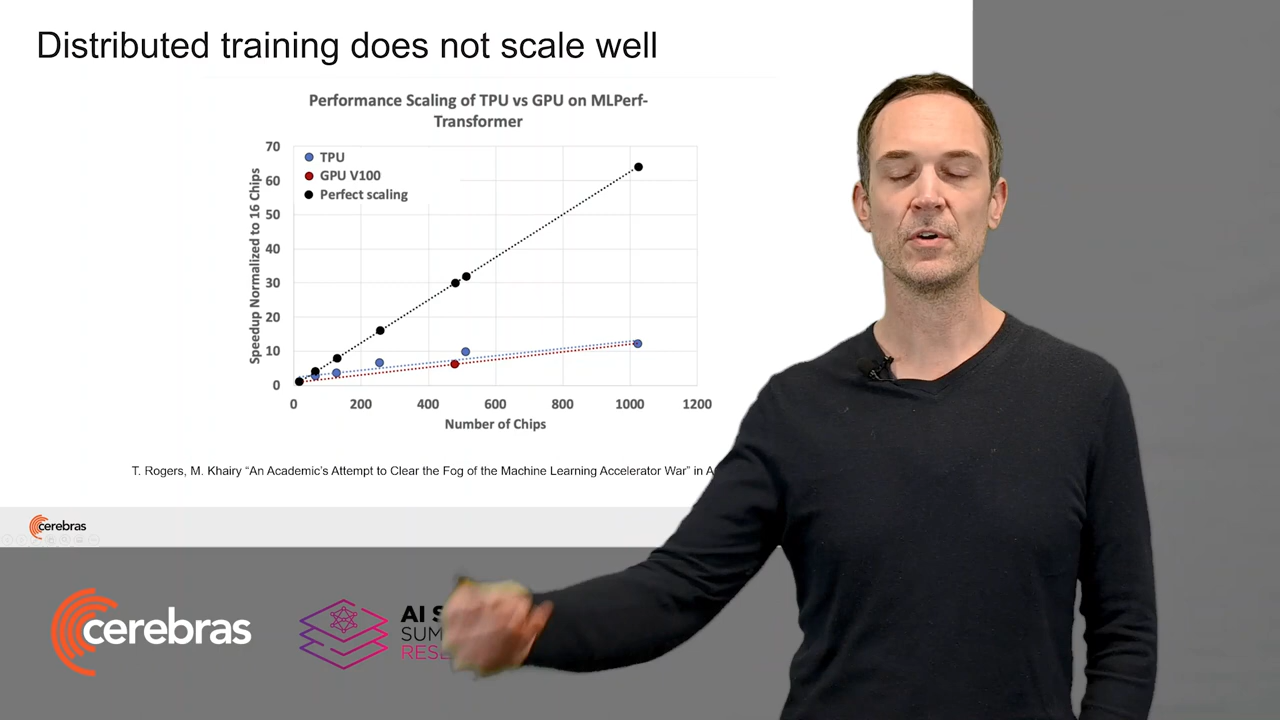 Distributed training does not scale well
Performance Scaling of TPU vs GPU on MLPerf-
Transformer
Speedup Normalized to 16 Chips
70
60
50
40
30
20
10
0
TPU
GPU V100
Perfect scaling
0 200 400 600 800 1000 1200
Number of Chips
T. Rogers, M. Khairy “An Academic’s Attempt to Clear the Fog of the Machine Learning Accelerator War” in A
cerebras
cerebras
AI